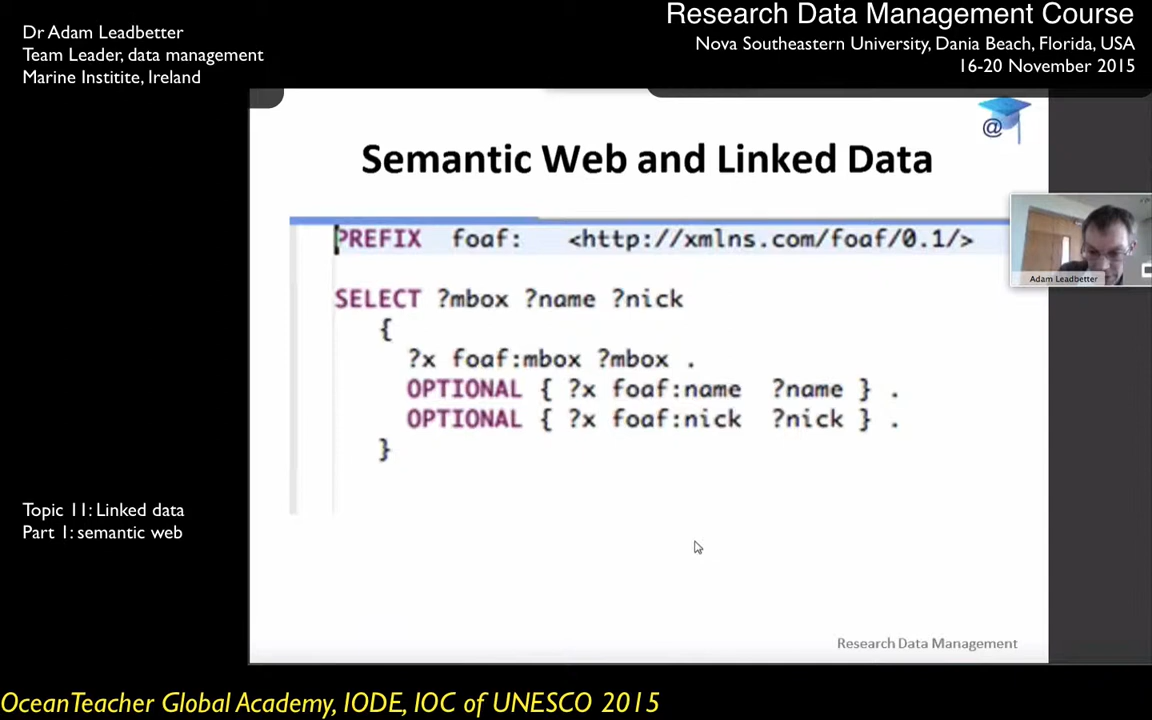 Dr Adam Leadbetter
Team Leader, data management
Marine Institite, Ireland
Research Data Management Course
Nova Southeastern University, Dania Beach, Florida, USA
16-20 November 2015
@
Semantic Web and Linked Data
PREFIX foaf: <http://xmlns.com/foaf/0.1/>
SELECT ?mbox ?name ?nick
{
?x foaf:mbox ?mbox .
OPTIONAL { ?x foaf:name ?name } .
OPTIONAL { ?x foaf:nick ?nick } .
}
Adam Leadbetter
Topic 11: Linked data
Part 1: semantic web
Research Data Management
OceanTeacher Global Academy, IODE, IOC of UNESCO 2015